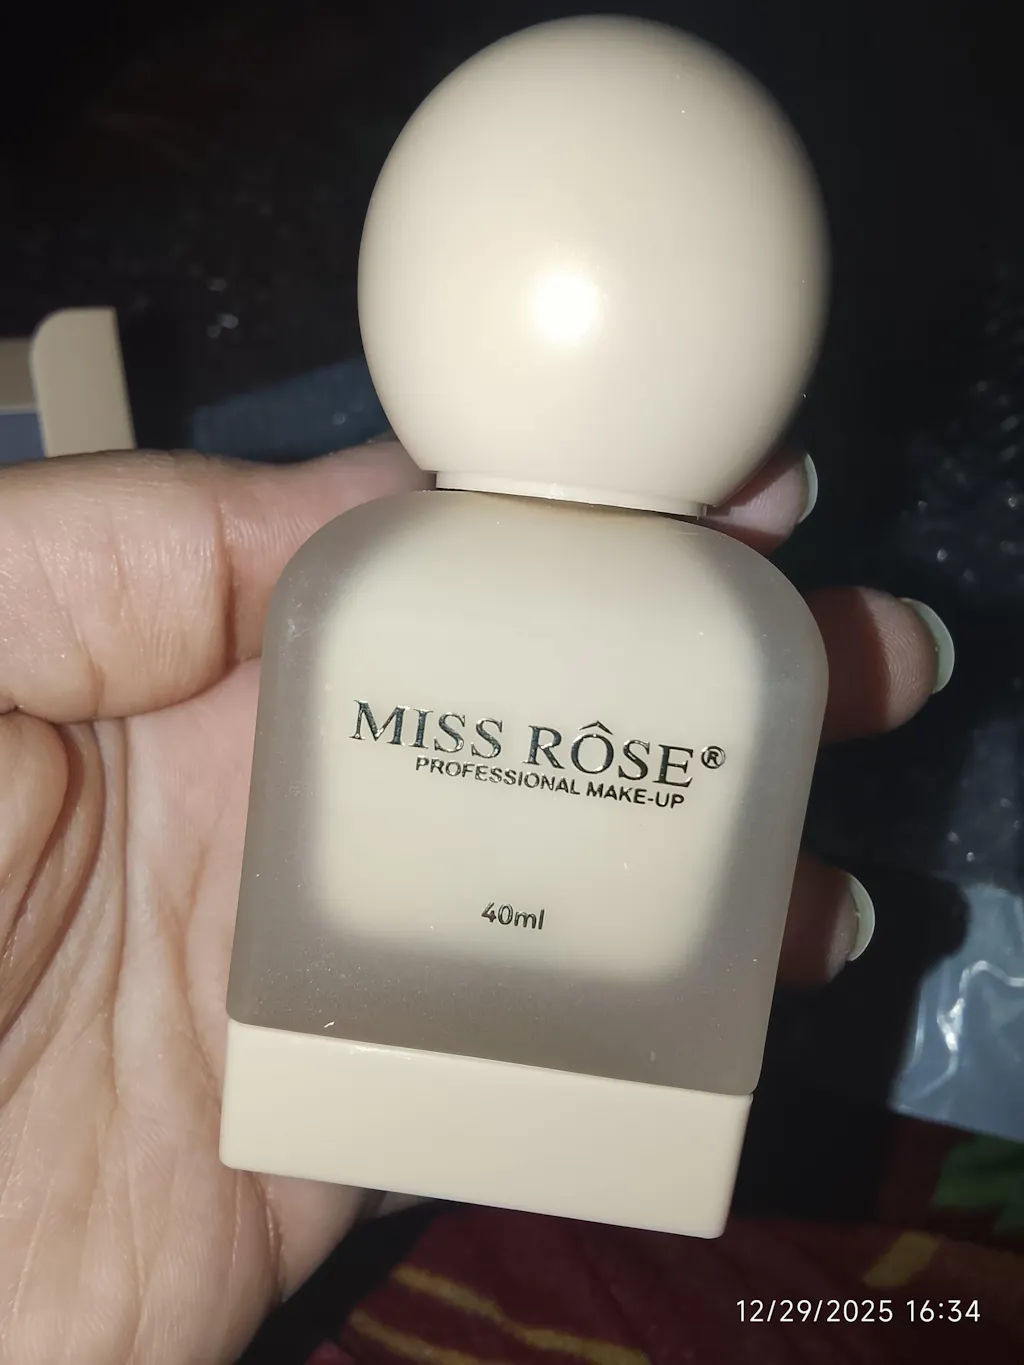 MISS RÔSE®
PROFESSIONAL MAKE-UP
40ml
12/29/2025 16:34